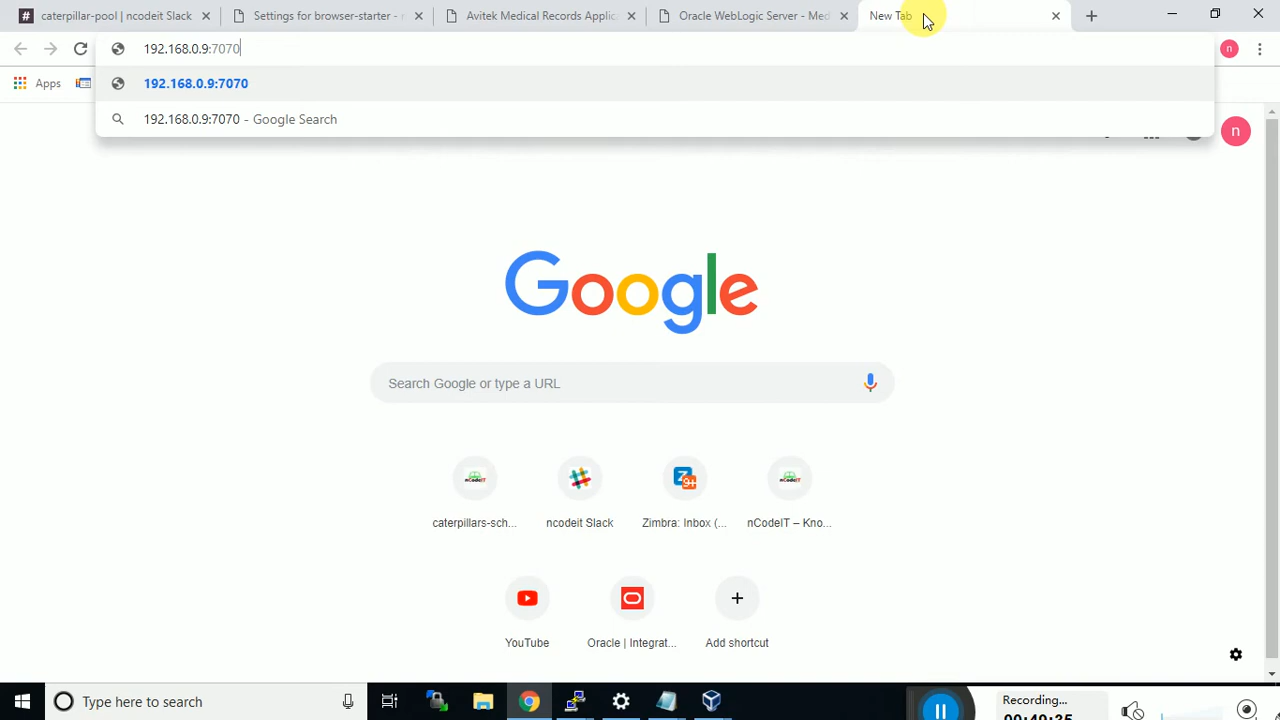 caterpillar-pool | ncodeit Slack
Settings for browser-starter - n
Avitek Medical Records Applic
Oracle WebLogic Server - Med
New Tab
192.168.0.9:7070
n
Apps
192.168.0.9:7070
192.168.0.9:7070 - Google Search
n
Google
Search Google or type a URL
caterpillars-sch...
ncodeit Slack
Zimbra: Inbox (...
nCodeIT – Kno...
YouTube
Oracle | Integrat...
Add shortcut
Type here to search
Recording...